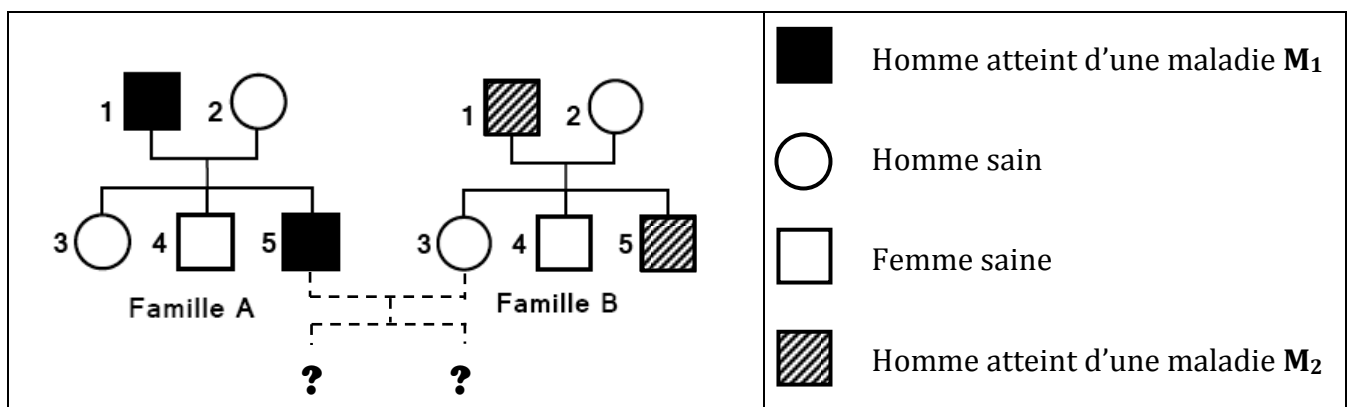 1 2 1 2
3 4 5 3 4 5
Famille A Famille B
? ?
Homme atteint d’une maladie M₁
Homme sain
Femme saine
Homme atteint d’une maladie M₂